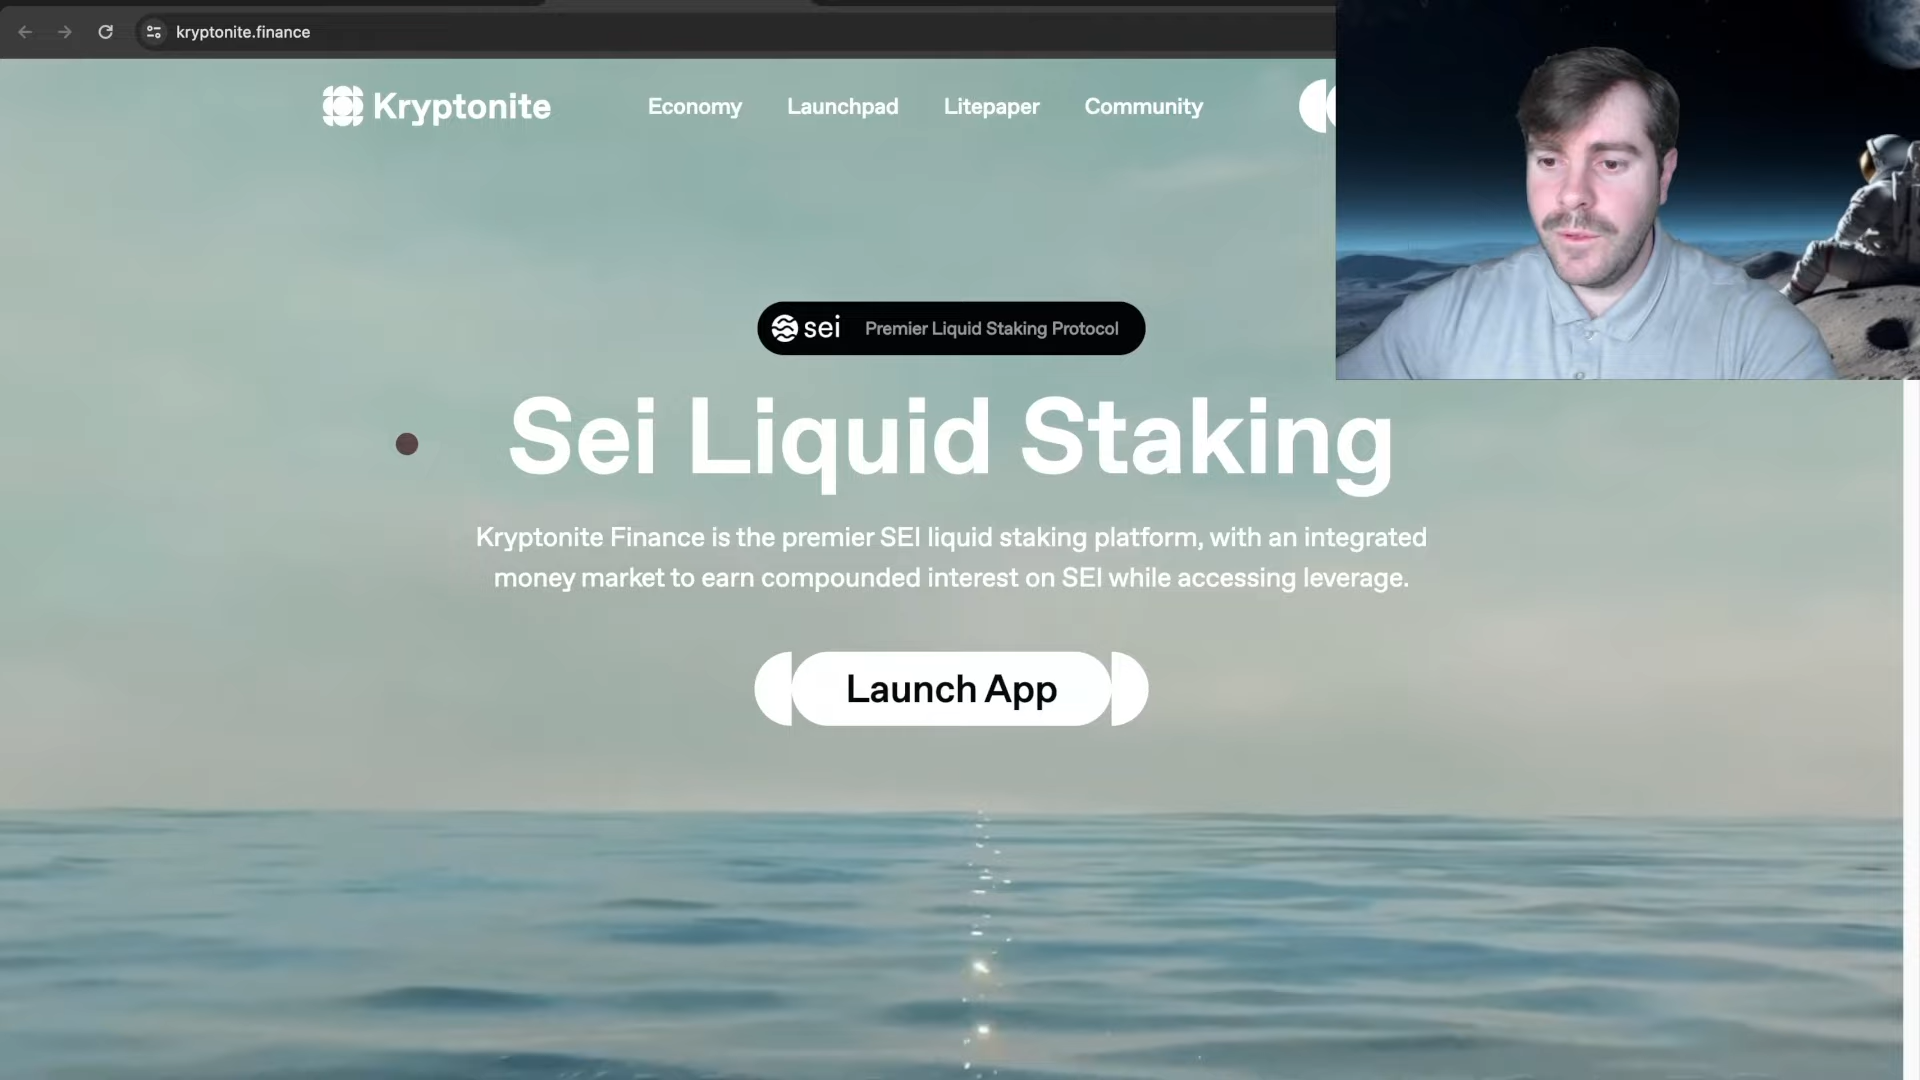 kryptonite.finance
Kryptonite
Economy
Launchpad
Litepaper
Community
sei Premier Liquid Staking Protocol
Sei Liquid Staking
Kryptonite Finance is the premier SEI liquid staking platform, with an integrated
money market to earn compounded interest on SEI while accessing leverage.
Launch App